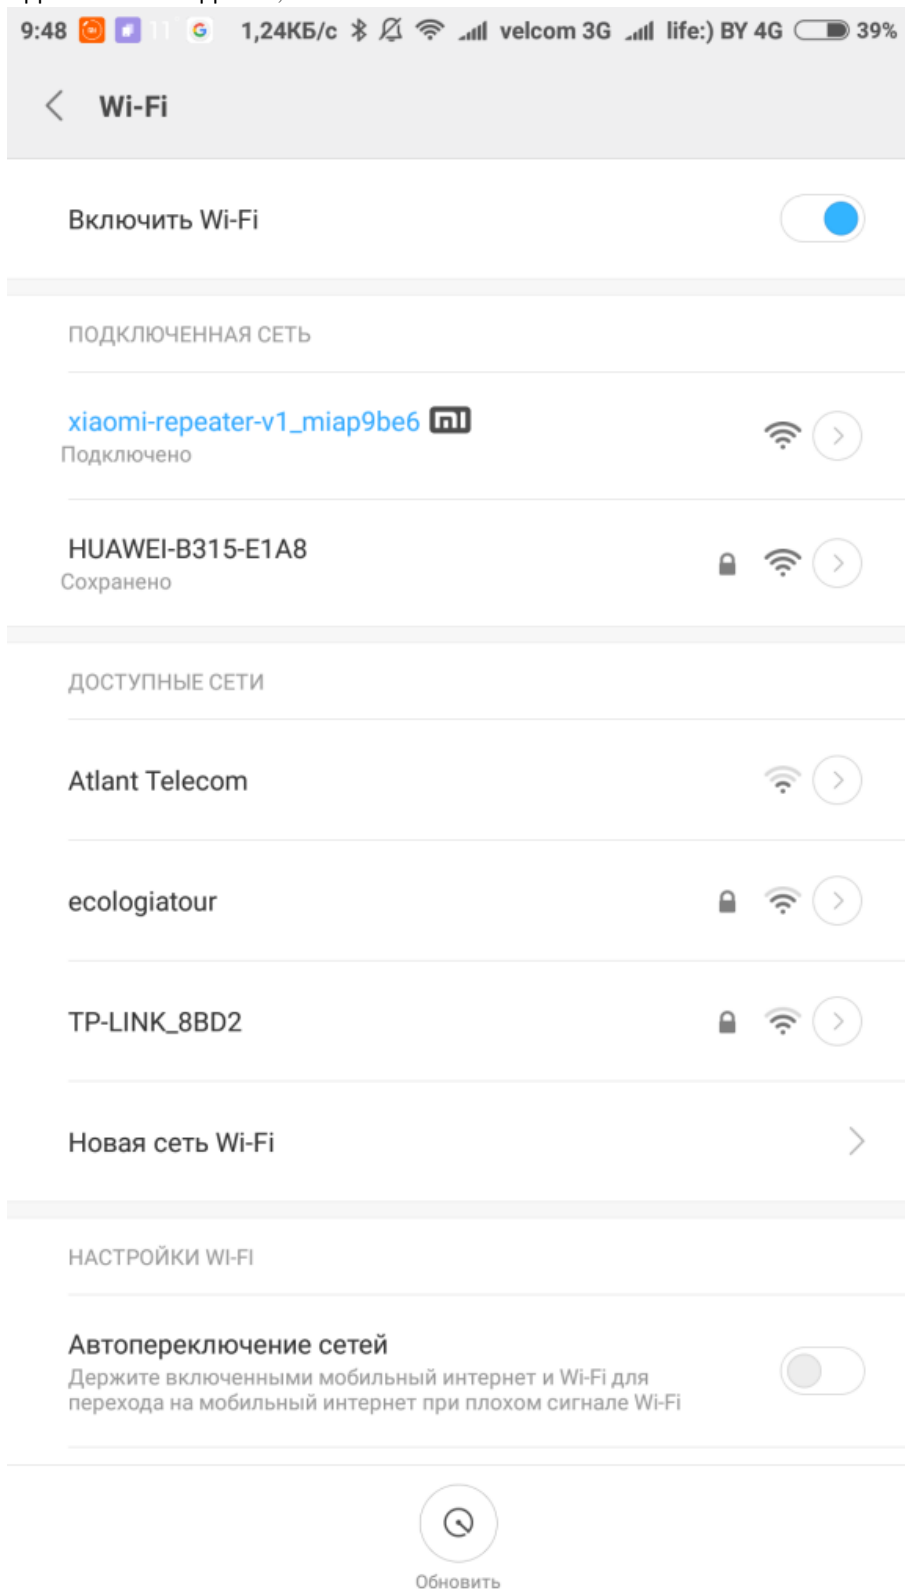 9:48 1,24КБ/с velcom 3G life:) BY 4G 39%
Wi-Fi
Включить Wi-Fi
ПОДКЛЮЧЕННАЯ СЕТЬ
xiaomi-repeater-v1_miap9be6
Подключено
HUAWEI-B315-E1A8
Сохранено
ДОСТУПНЫЕ СЕТИ
Atlant Telecom
ecologiatour
TP-LINK_8BD2
Новая сеть Wi-Fi
НАСТРОЙКИ WI-FI
Автопереключение сетей
Держите включенными мобильный интернет и Wi-Fi для
перехода на мобильный интернет при плохом сигнале Wi-Fi
Обновить